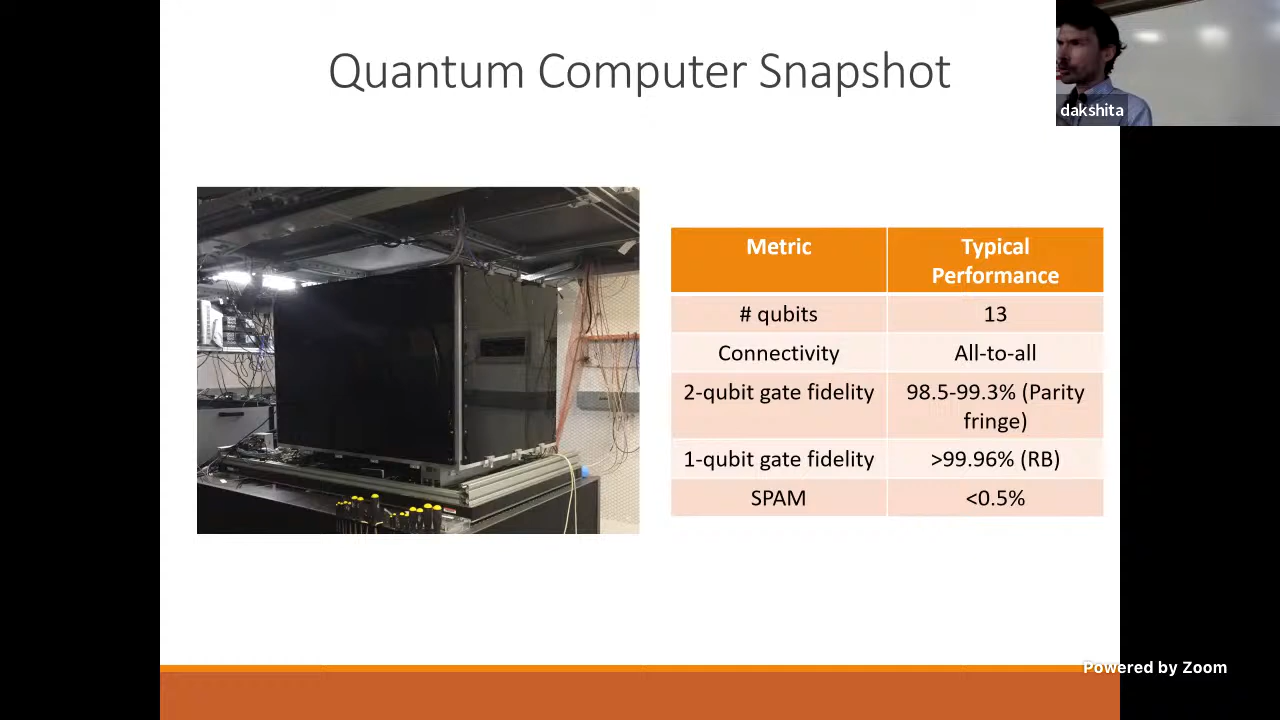 Quantum Computer Snapshot
dakshita
Metric
Typical
Performance
# qubits
13
Connectivity
All-to-all
2-qubit gate fidelity
98.5-99.3% (Parity
fringe)
1-qubit gate fidelity
>99.96% (RB)
SPAM
<0.5%
Powered by Zoom